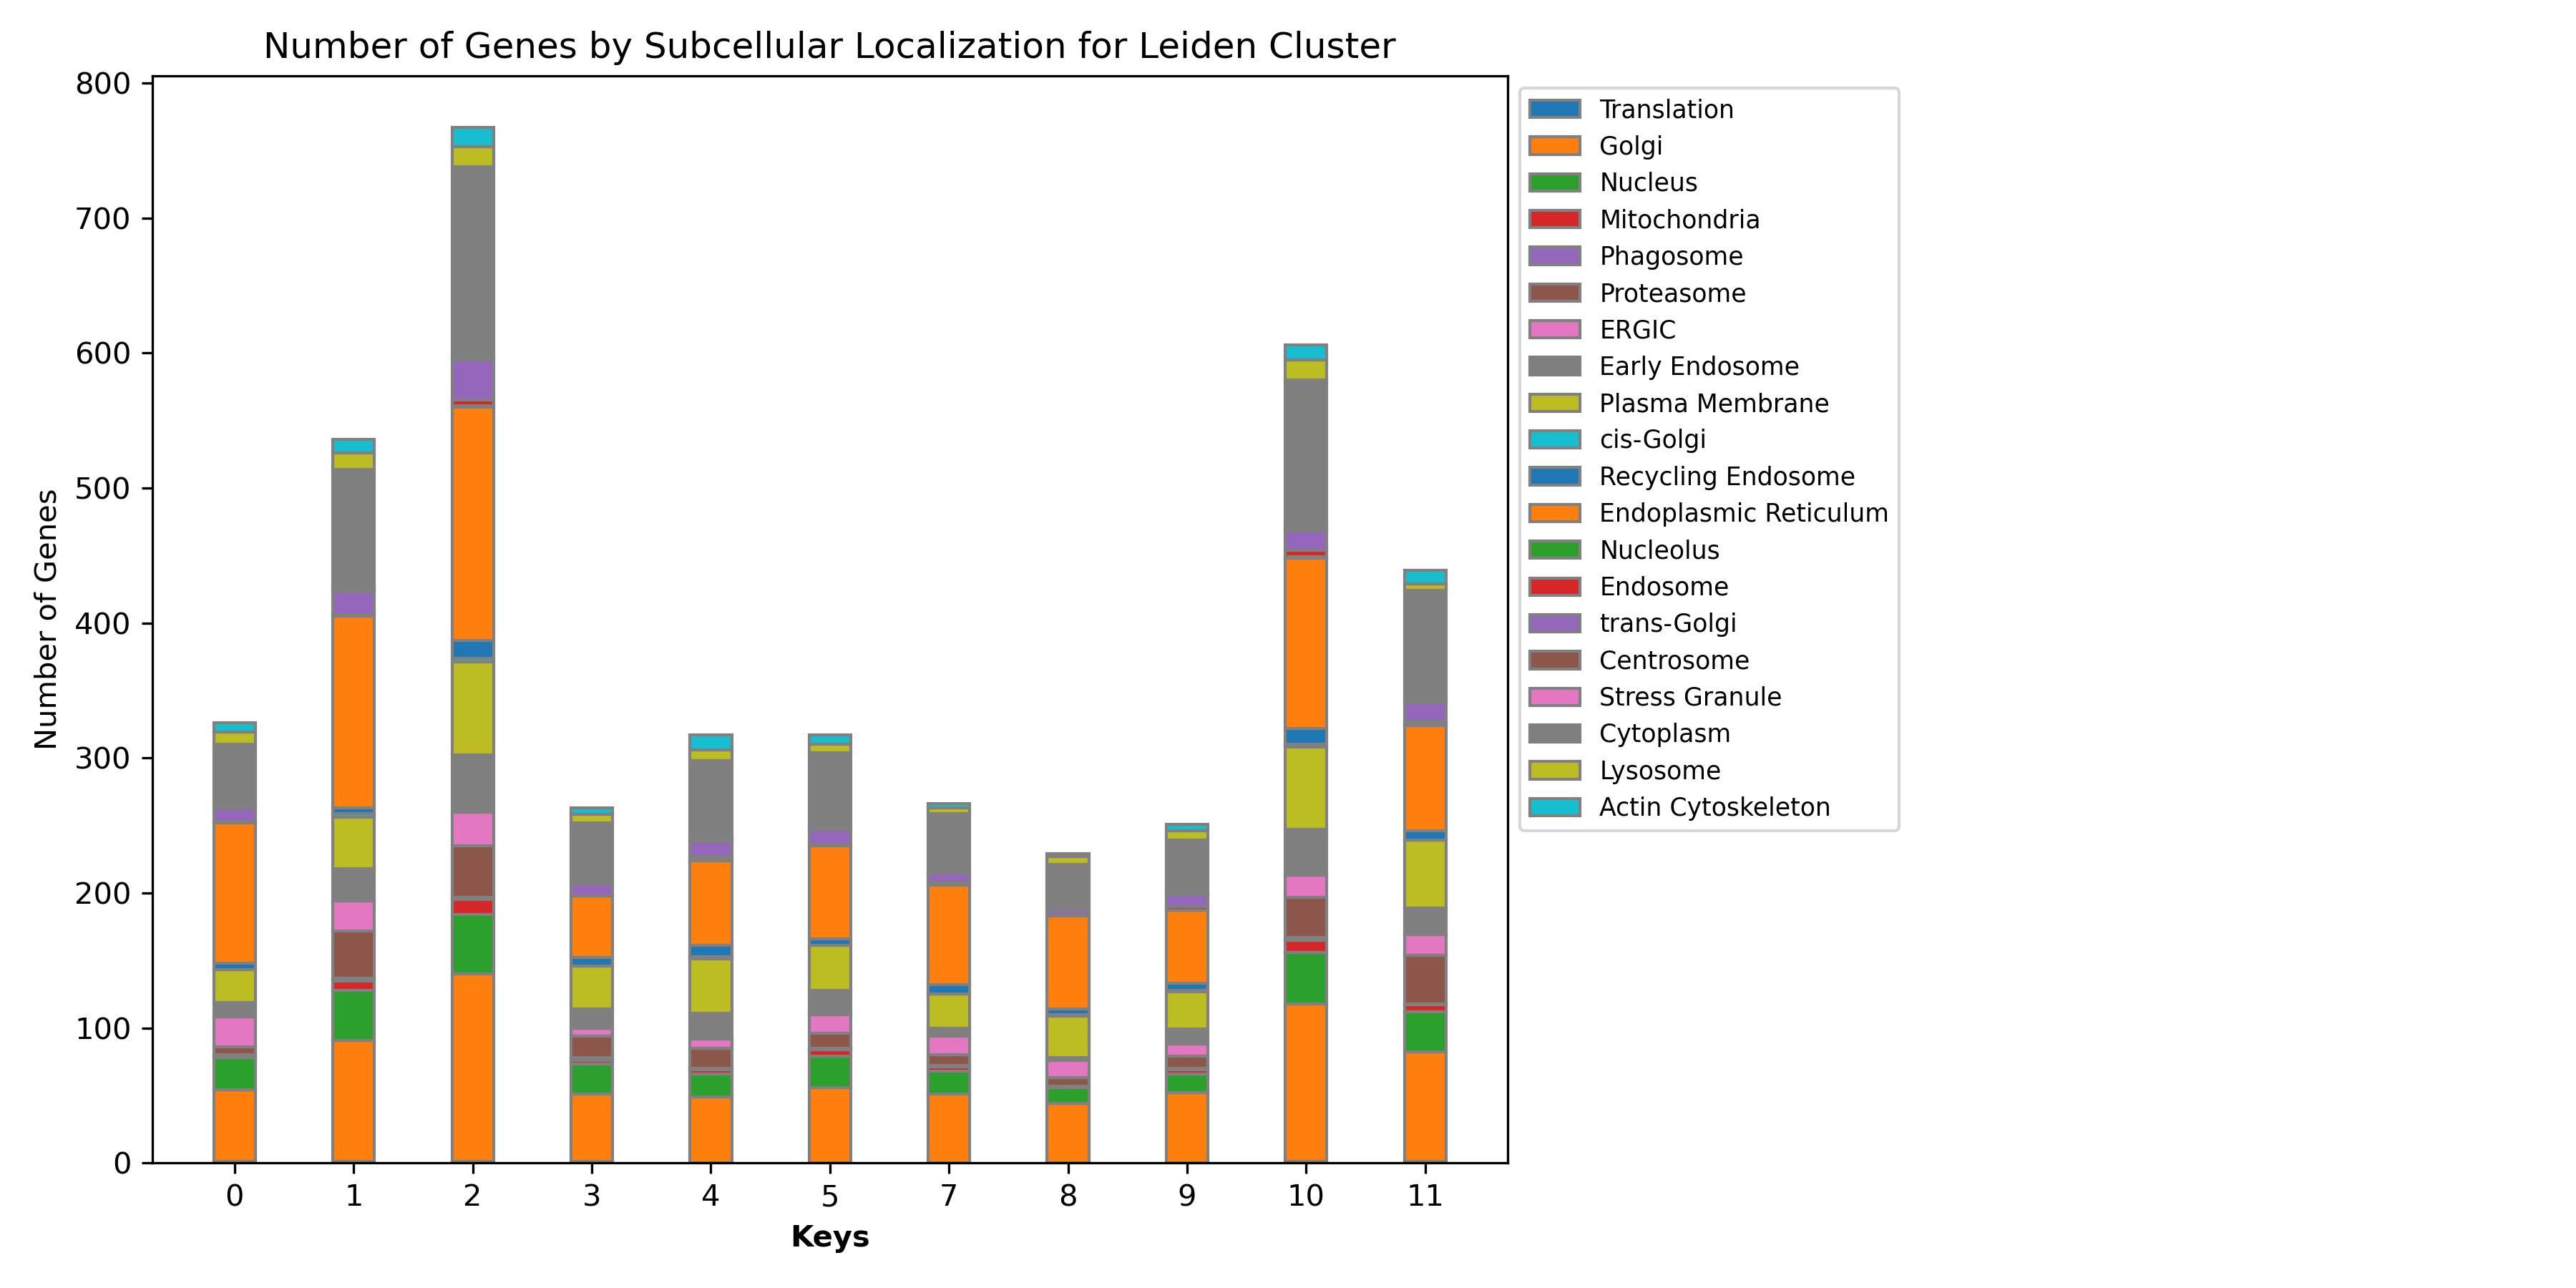 Number of Genes by Subcellular Localization for Leiden Cluster
800
700
600
500
400
300
200
100
0
Number of Genes
0 1 2 3 4 5 7 8 9 10 11
Keys
Translation
Golgi
Nucleus
Mitochondria
Phagosome
Proteasome
ERGIC
Early Endosome
Plasma Membrane
cis-Golgi
Recycling Endosome
Endoplasmic Reticulum
Nucleolus
Endosome
trans-Golgi
Centrosome
Stress Granule
Cytoplasm
Lysosome
Actin Cytoskeleton